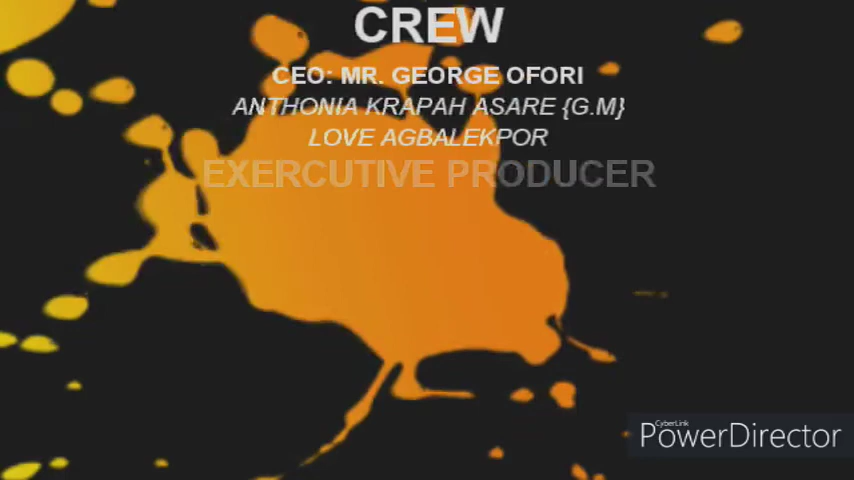 CREW
CEO: MR. GEORGE OFORI
ANTHONIA KRAPAH ASARE {G.M}
LOVE AGBALEKPOR
EXERCUTIVE PRODUCER
CyberLink
PowerDirector